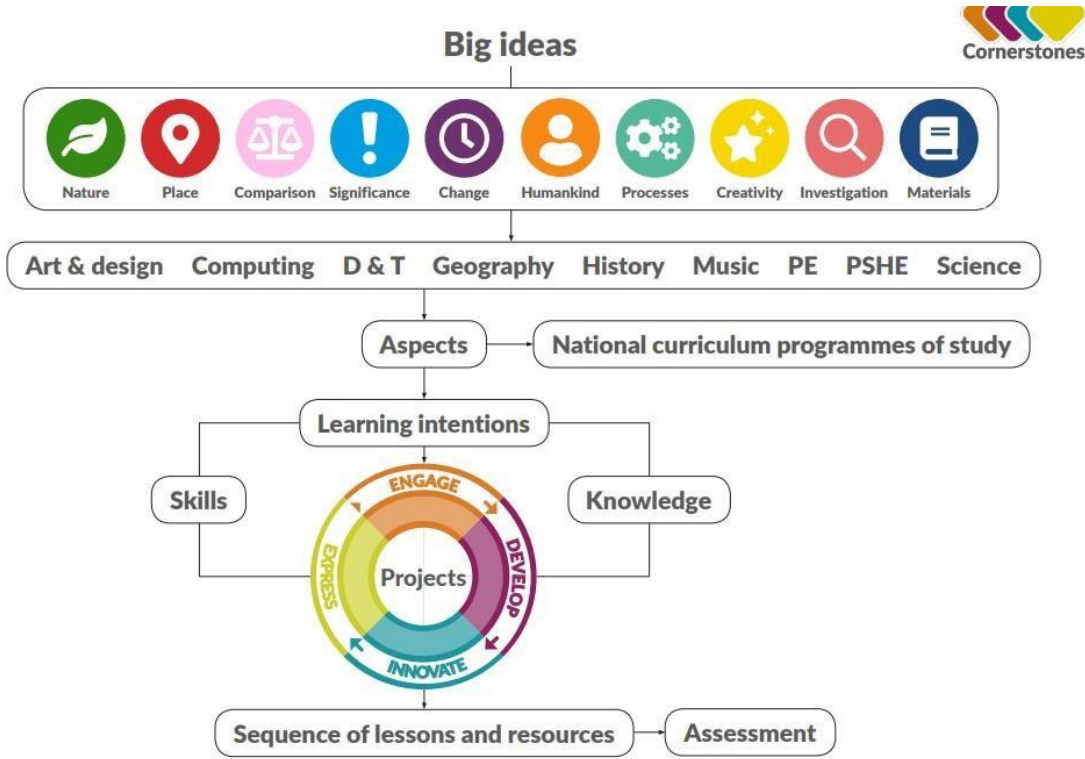 Big ideas
Cornerstones
Nature Place Comparison Significance Change Humankind Processes Creativity Investigation Materials
Art & design Computing D & T Geography History Music PE PSHE Science
Aspects National curriculum programmes of study
Learning intentions
Skills
ENGAGE
Knowledge
EXPRESS
Projects
DEVELOP
INNOVATE
Sequence of lessons and resources Assessment